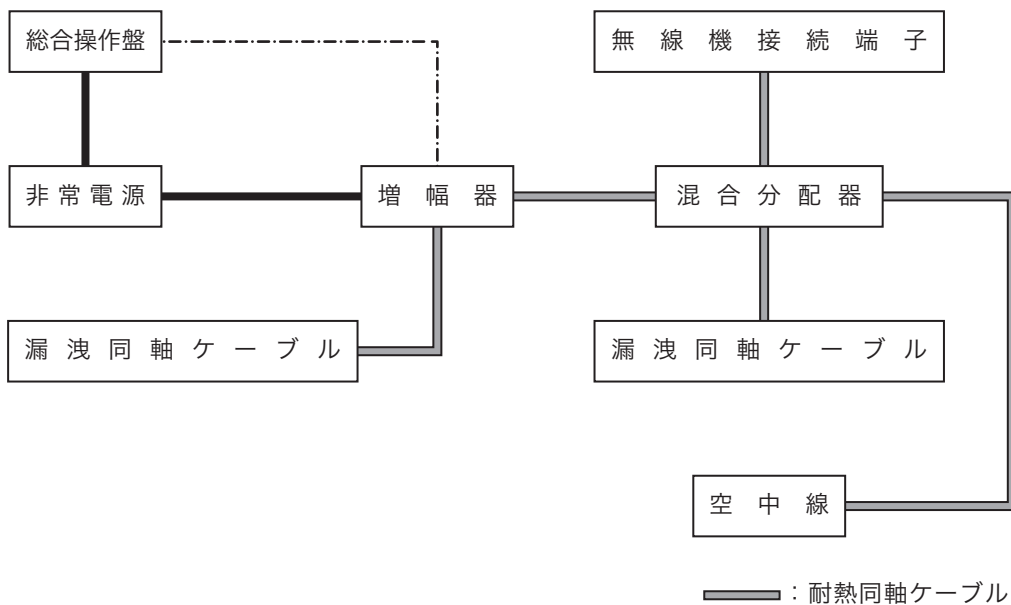 総合操作盤
無線機接続端子
非常電源
増幅器
混合分配器
漏洩同軸ケーブル
漏洩同軸ケーブル
空中線
：耐熱同軸ケーブル